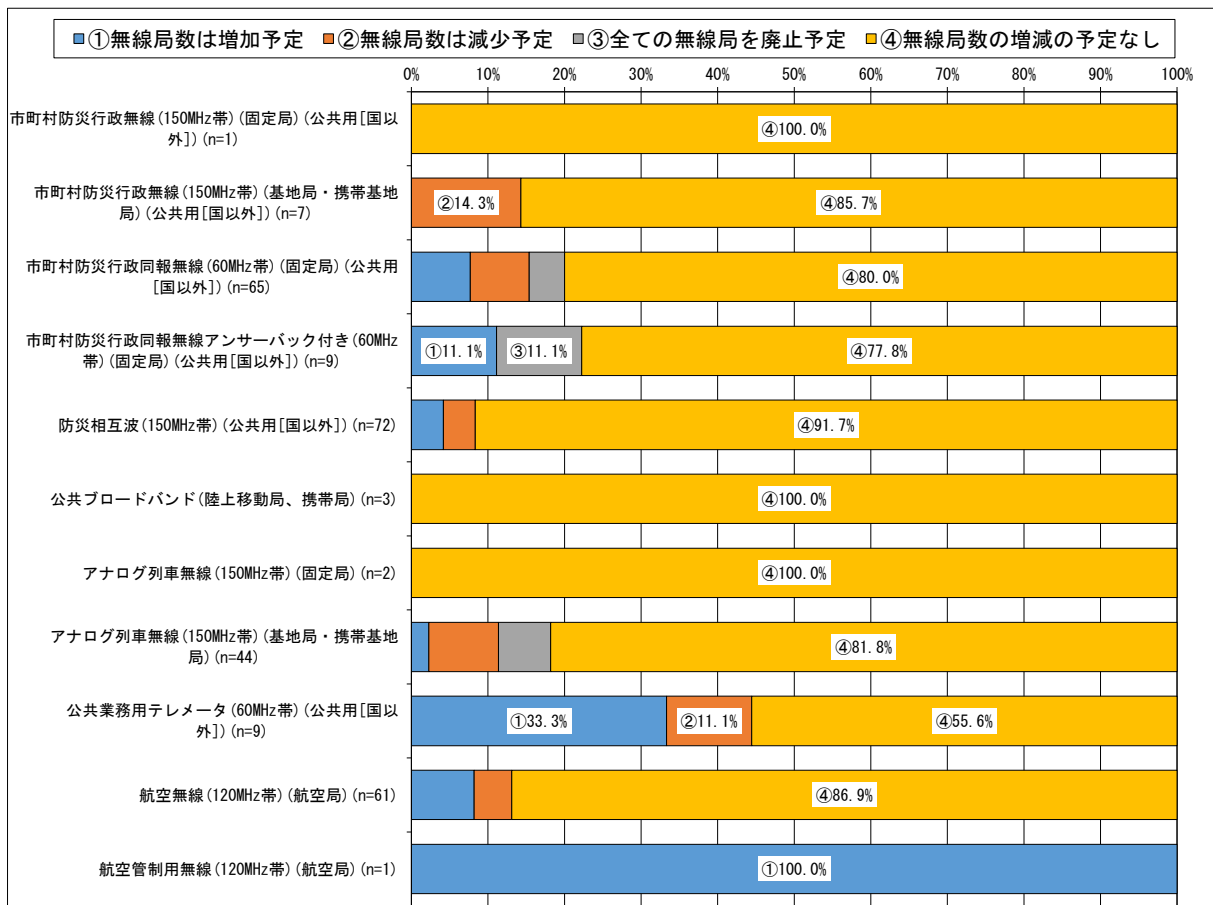 ①無線局数は増加予定 ②無線局数は減少予定 ③全ての無線局を廃止予定 ④無線局数の増減の予定なし
0% 10% 20% 30% 40% 50% 60% 70% 80% 90% 100%
市町村防災行政無線(150MHz帯)(固定局)(公共用[国以
外])(n=1)
④100.0%
市町村防災行政無線(150MHz帯)(基地局・携帯基地
局)(公共用[国以外])(n=7)
②14.3% ④85.7%
市町村防災行政同報無線(60MHz帯)(固定局)(公共用
[国以外])(n=65)
④80.0%
市町村防災行政同報無線アンサーバック付き(60MHz
帯)(固定局)(公共用[国以外])(n=9)
①11.1% ③11.1% ④77.8%
防災相互波(150MHz帯)(公共用[国以外])(n=72)
④91.7%
公共ブロードバンド(陸上移動局、携帯局)(n=3)
④100.0%
アナログ列車無線(150MHz帯)(固定局)(n=2)
④100.0%
アナログ列車無線(150MHz帯)(基地局・携帯基地
局)(n=44)
④81.8%
公共業務用テレメータ(60MHz帯)(公共用[国以
外])(n=9)
①33.3% ②11.1% ④55.6%
航空無線(120MHz帯)(航空局)(n=61)
④86.9%
航空管制用無線(120MHz帯)(航空局)(n=1)
①100.0%